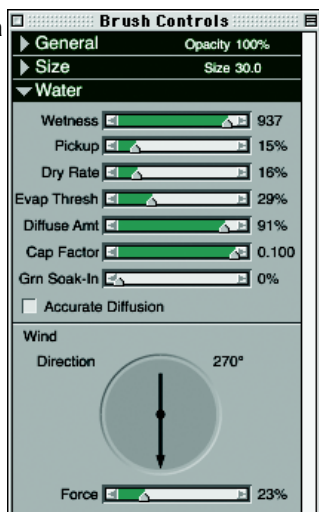 Brush Controls
General Opacity 100%
Size Size 30.0
Water
Wetness 937
Pickup 15%
Dry Rate 16%
Evap Thresh 29%
Diffuse Amt 91%
Cap Factor 0.100
Grn Soak-In 0%
Accurate Diffusion
Wind
Direction 270°
Force 23%